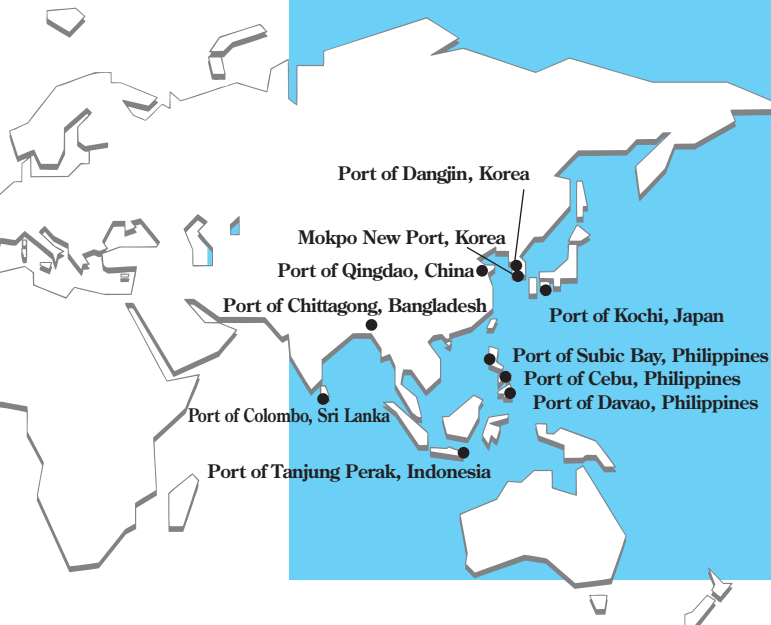 Port of Dangjin, Korea
Mokpo New Port, Korea
Port of Qingdao, China
Port of Chittagong, Bangladesh
Port of Kochi, Japan
Port of Subic Bay, Philippines
Port of Cebu, Philippines
Port of Davao, Philippines
Port of Colombo, Sri Lanka
Port of Tanjung Perak, Indonesia